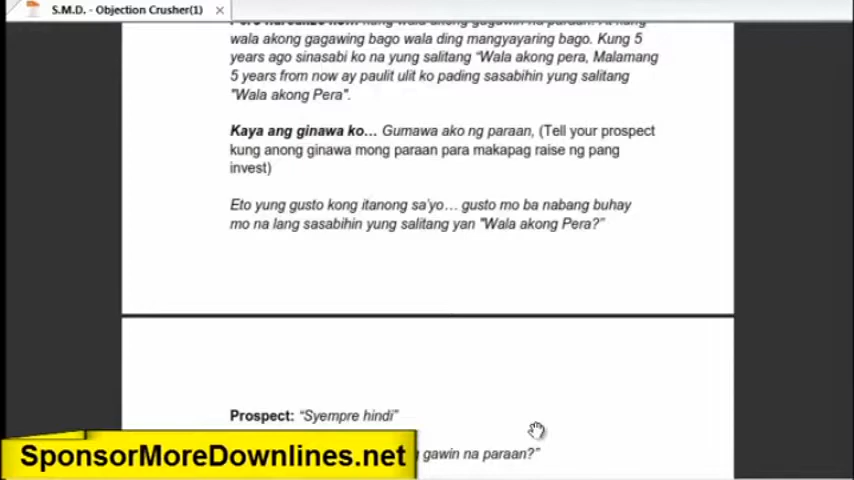 S.M.D. - Objection Crusher(1)
wala akong gagawing bago wala ding mangyayaring bago. Kung 5
years ago sinasabi ko na yung salitang "Wala akong pera, Malamang
5 years from now ay paulit ulit ko pading sasabihin yung salitang
"Wala akong Pera".
Kaya ang ginawa ko... Gumawa ako ng paraan, (Tell your prospect
kung anong ginawa mong paraan para makapag raise ng pang
invest)
Eto yung gusto kong itanong sa'yo... gusto mo ba nabang buhay
mo na lang sasabihin yung salitang yan "Wala akong Pera?"
Prospect: "Syempre hindi"
gawin na paraan?"
SponsorMoreDownlines.net